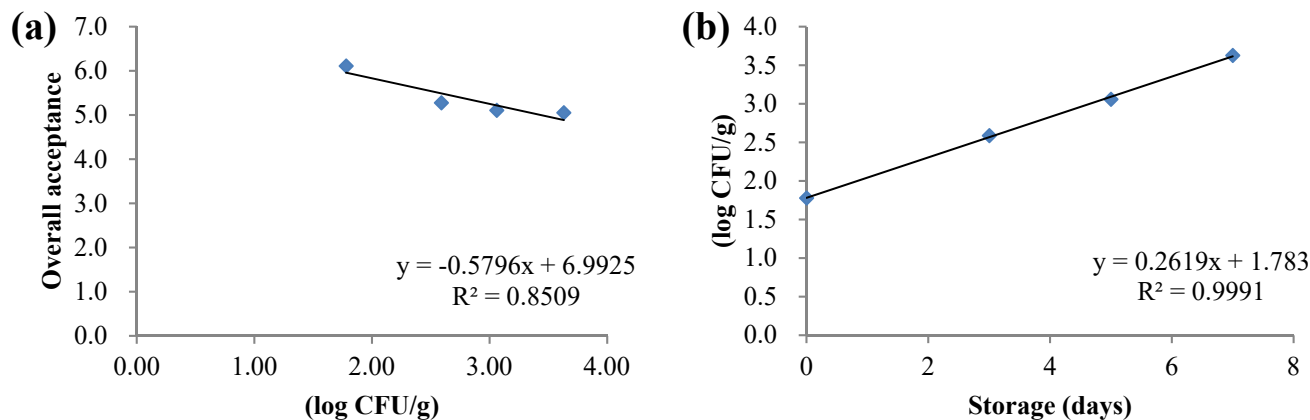 (a)
7.0
6.0
5.0
4.0
3.0
2.0
1.0
0.0
Overall acceptance
y = -0.5796x + 6.9925
R² = 0.8509
0.00 1.00 2.00 3.00 4.00
(log CFU/g)
(b)
4.0
3.5
3.0
2.5
2.0
1.5
1.0
0.5
0.0
(log CFU/g)
y = 0.2619x + 1.783
R² = 0.9991
0 2 4 6 8
Storage (days)